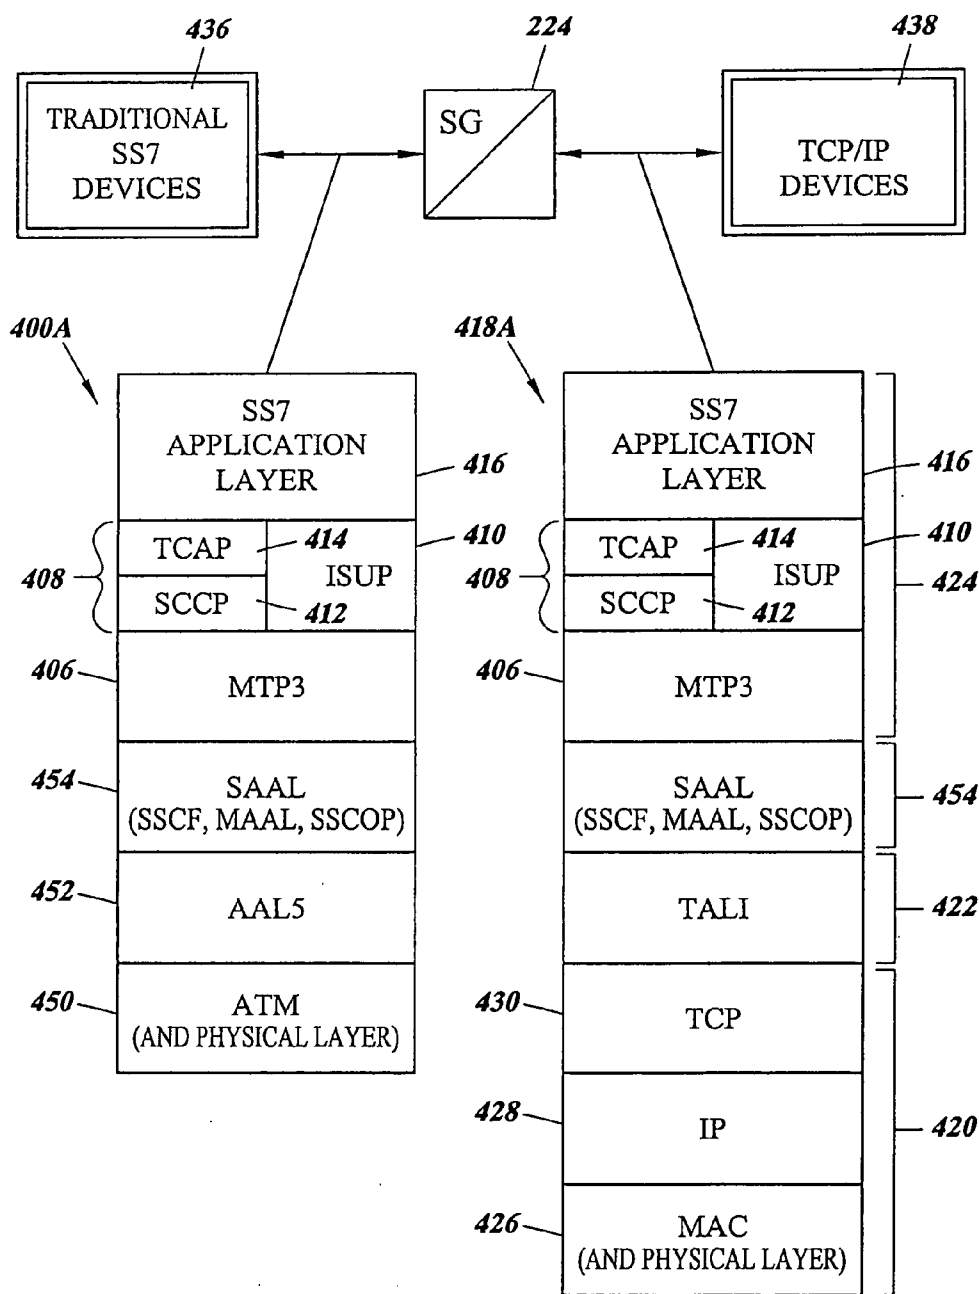 436
224
438
TRADITIONAL
SS7
DEVICES
SG
TCP/IP
DEVICES
400A
418A
SS7
APPLICATION
LAYER
416
TCAP
414
410
408
ISUP
SCCP
412
406
MTP3
454
SAAL
(SSCF, MAAL, SSCOP)
452
AAL5
450
ATM
(AND PHYSICAL LAYER)
SS7
APPLICATION
LAYER
416
TCAP
414
410
408
ISUP
424
SCCP
412
406
MTP3
SAAL
(SSCF, MAAL, SSCOP)
454
TALI
422
430
TCP
428
IP
420
426
MAC
(AND PHYSICAL LAYER)